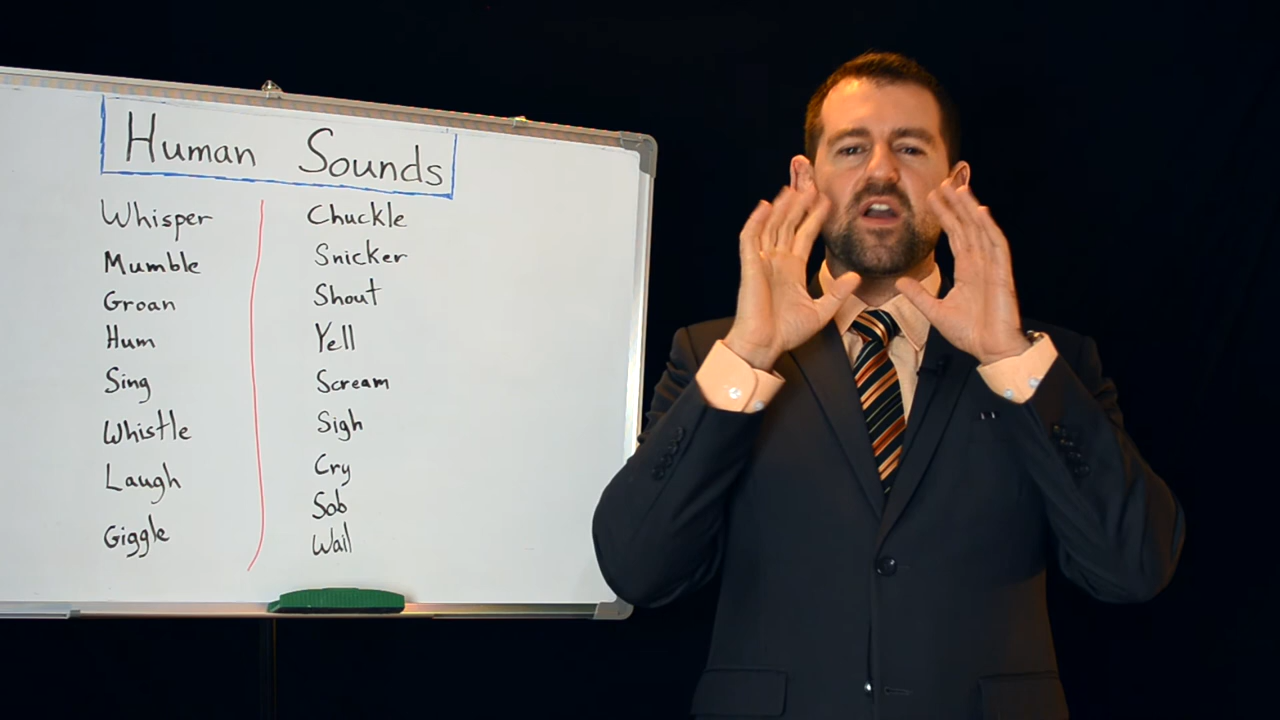 Human Sounds
Whisper
Mumble
Groan
Hum
Sing
Whistle
Laugh
Giggle
Chuckle
Snicker
Shout
Yell
Scream
Sigh
Cry
Sob
Wail